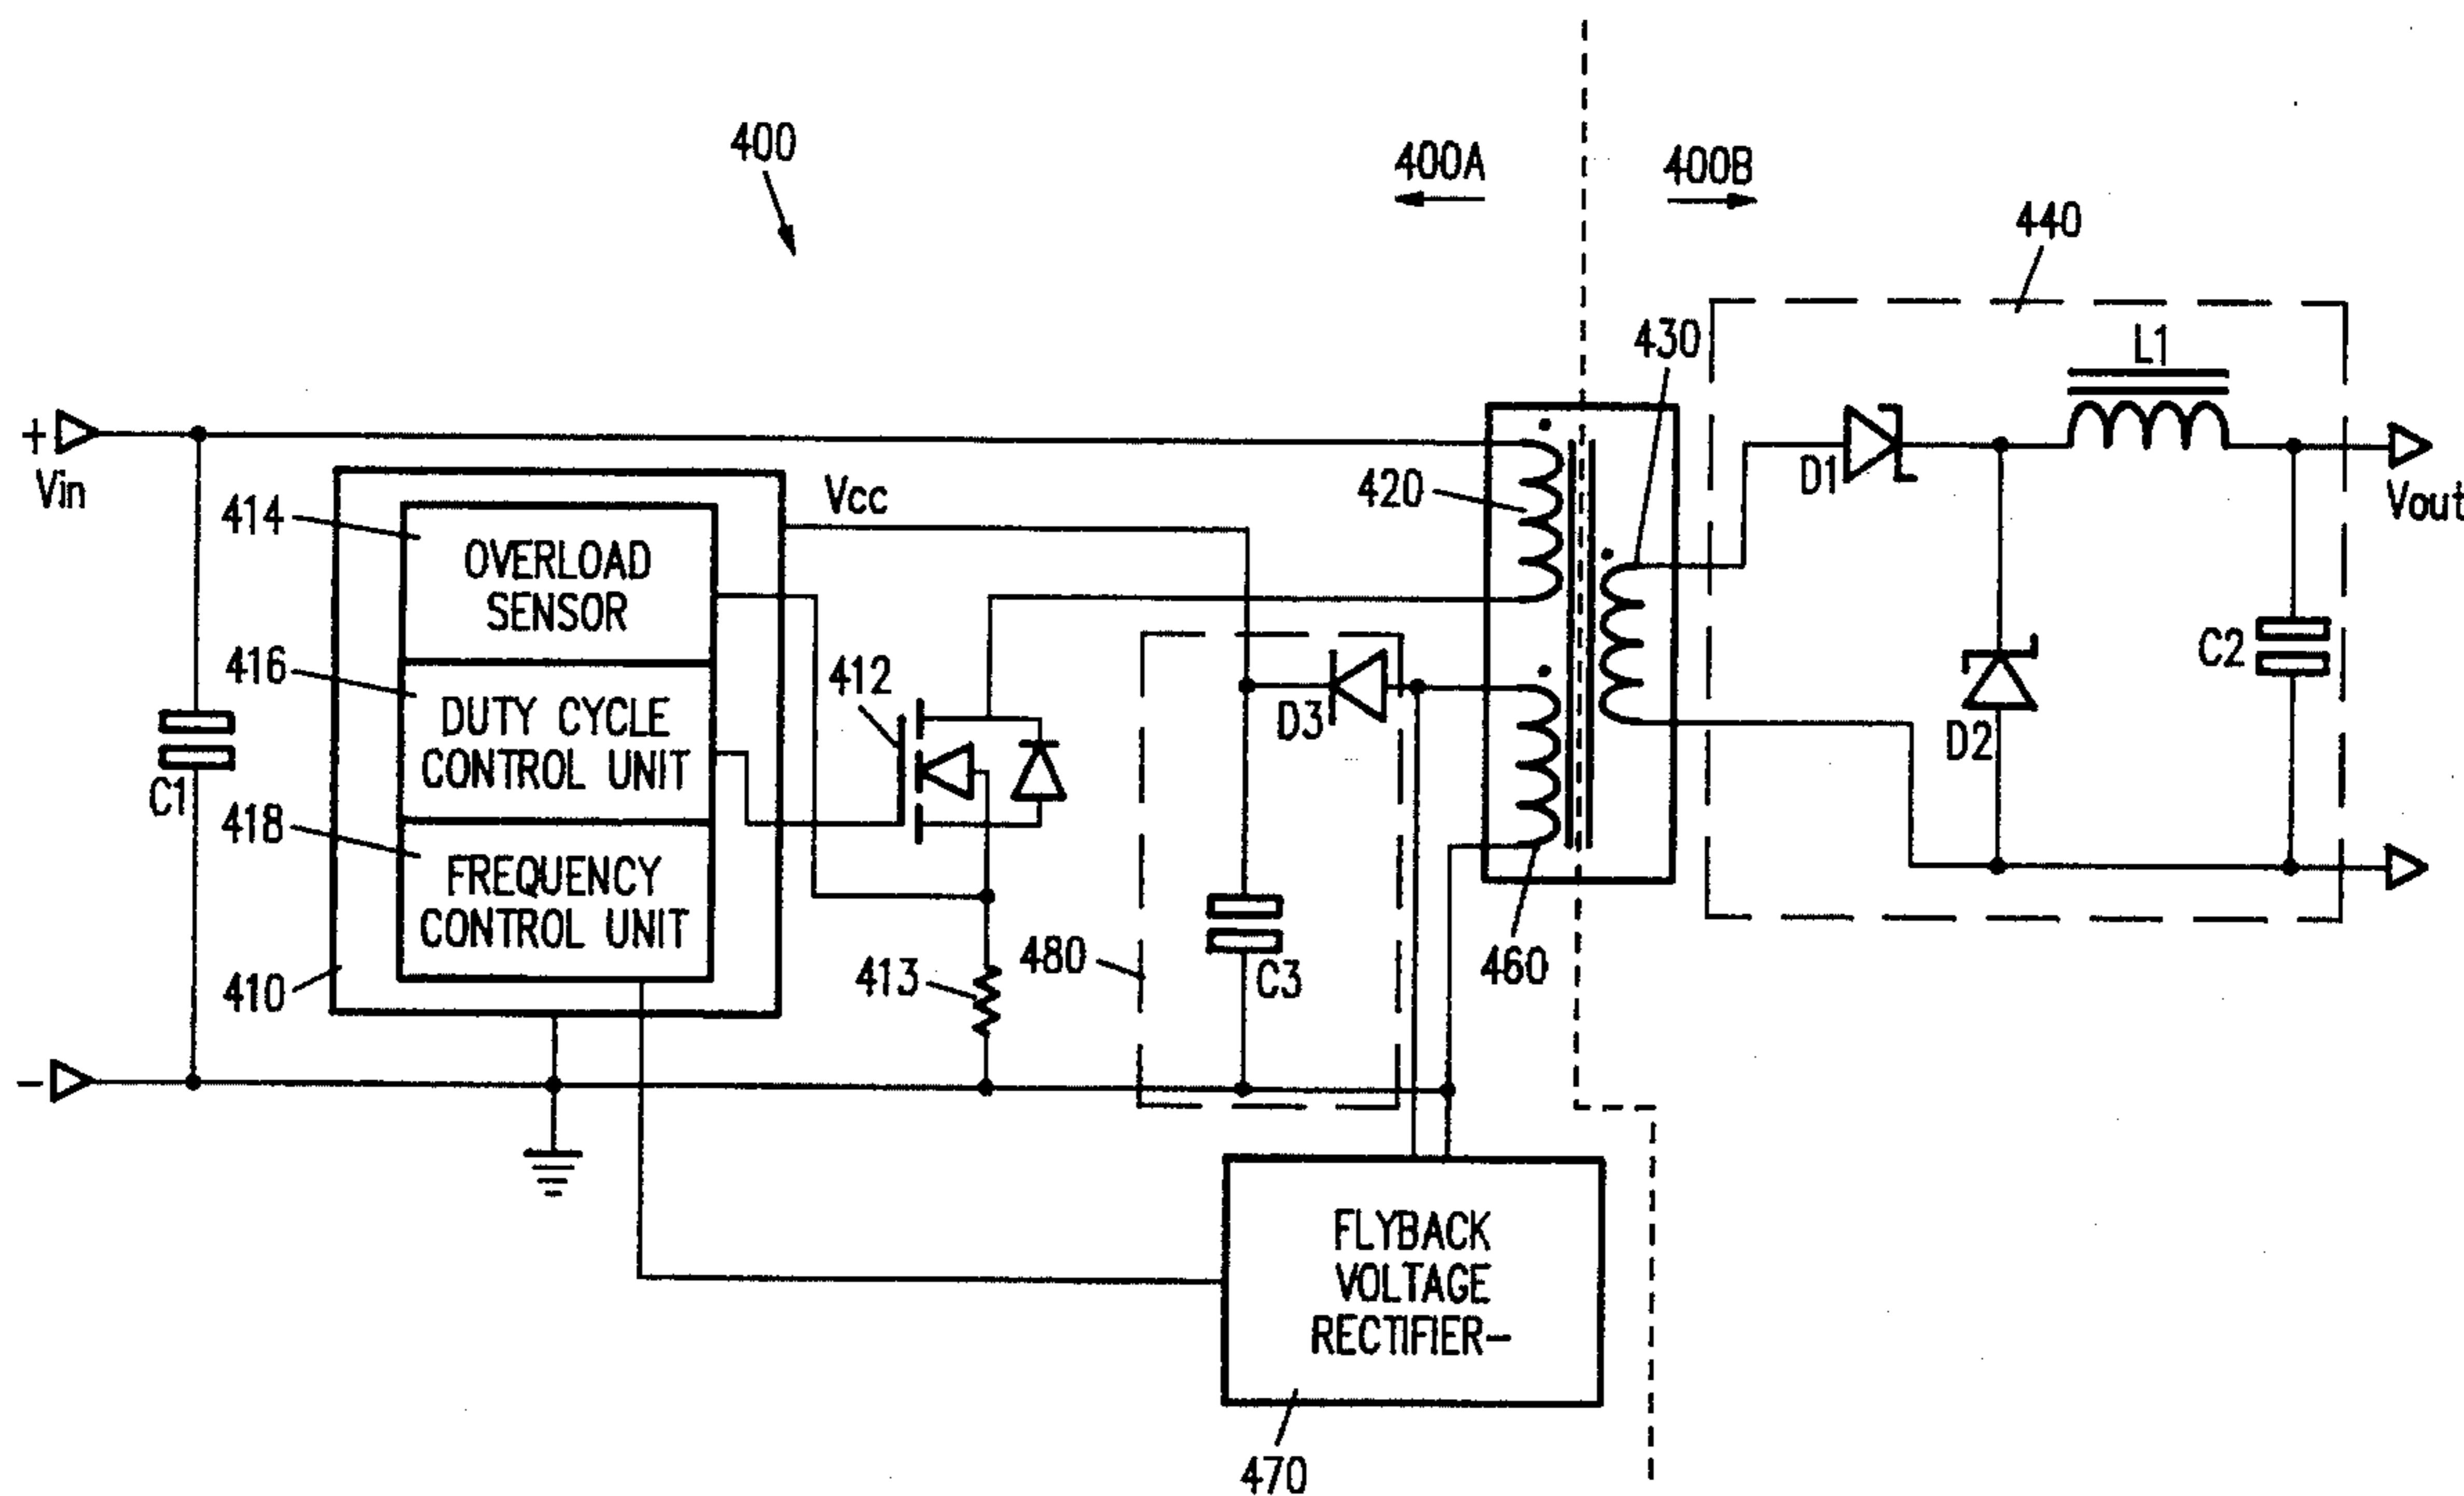 400
400A
400B
440
430
L1
+
Vin
414
OVERLOAD
SENSOR
Vcc
420
D1
Vout
416
DUTY CYCLE
CONTROL UNIT
412
D3
D2
C2
C1
418
FREQUENCY
CONTROL UNIT
410
413
480
C3
460
-
FLYBACK
VOLTAGE
RECTIFIER-
470